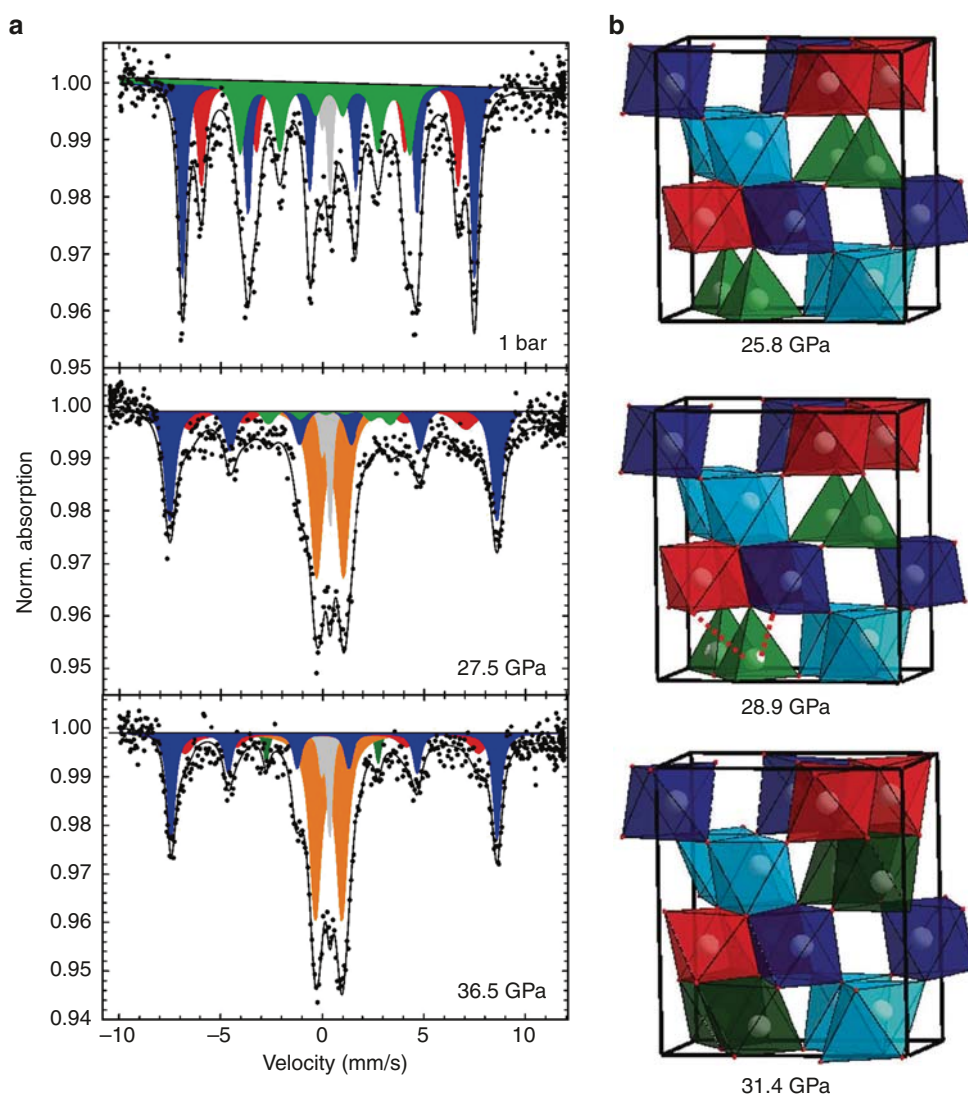 a
1.00
0.99
0.98
0.97
0.96
0.95
1 bar
1.00
0.99
0.98
0.97
0.96
0.95
27.5 GPa
1.00
0.99
0.98
0.97
0.96
0.95
0.94
36.5 GPa
Norm. absorption
–10 –5 0 5 10
Velocity (mm/s)
b
25.8 GPa
28.9 GPa
31.4 GPa